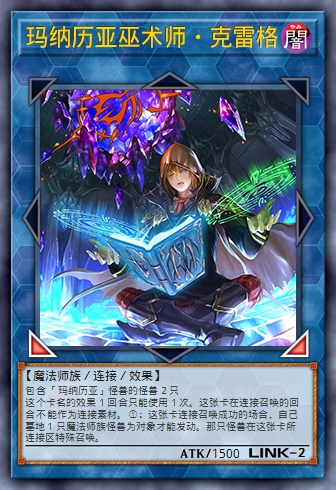 玛纳历亚巫术师・克雷格
闇
【魔法师族/连接/效果】
包含「玛纳历亚」怪兽的怪兽2只
这个卡名的效果1回合只能使用1次。这张卡在连接召唤的回
合不能作为连接素材。①：这张卡连接召唤成功的场合，自己
墓地1只魔法师族怪兽为对象才能发动。那只怪兽在这张卡所
连接区特殊召唤。
ATK/1500 LINK-2